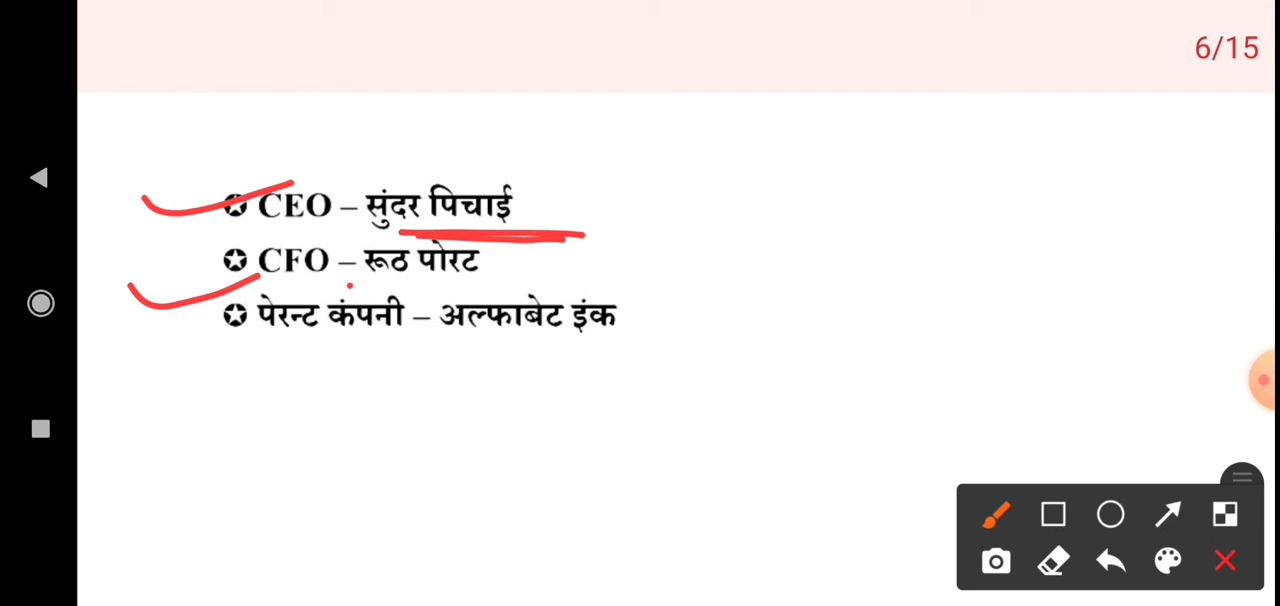 6/15
✪ CEO – सुंदर पिचाई
✪ CFO – रूठ पोरट
✪ पेरन्ट कंपनी – अल्फाबेट इंक